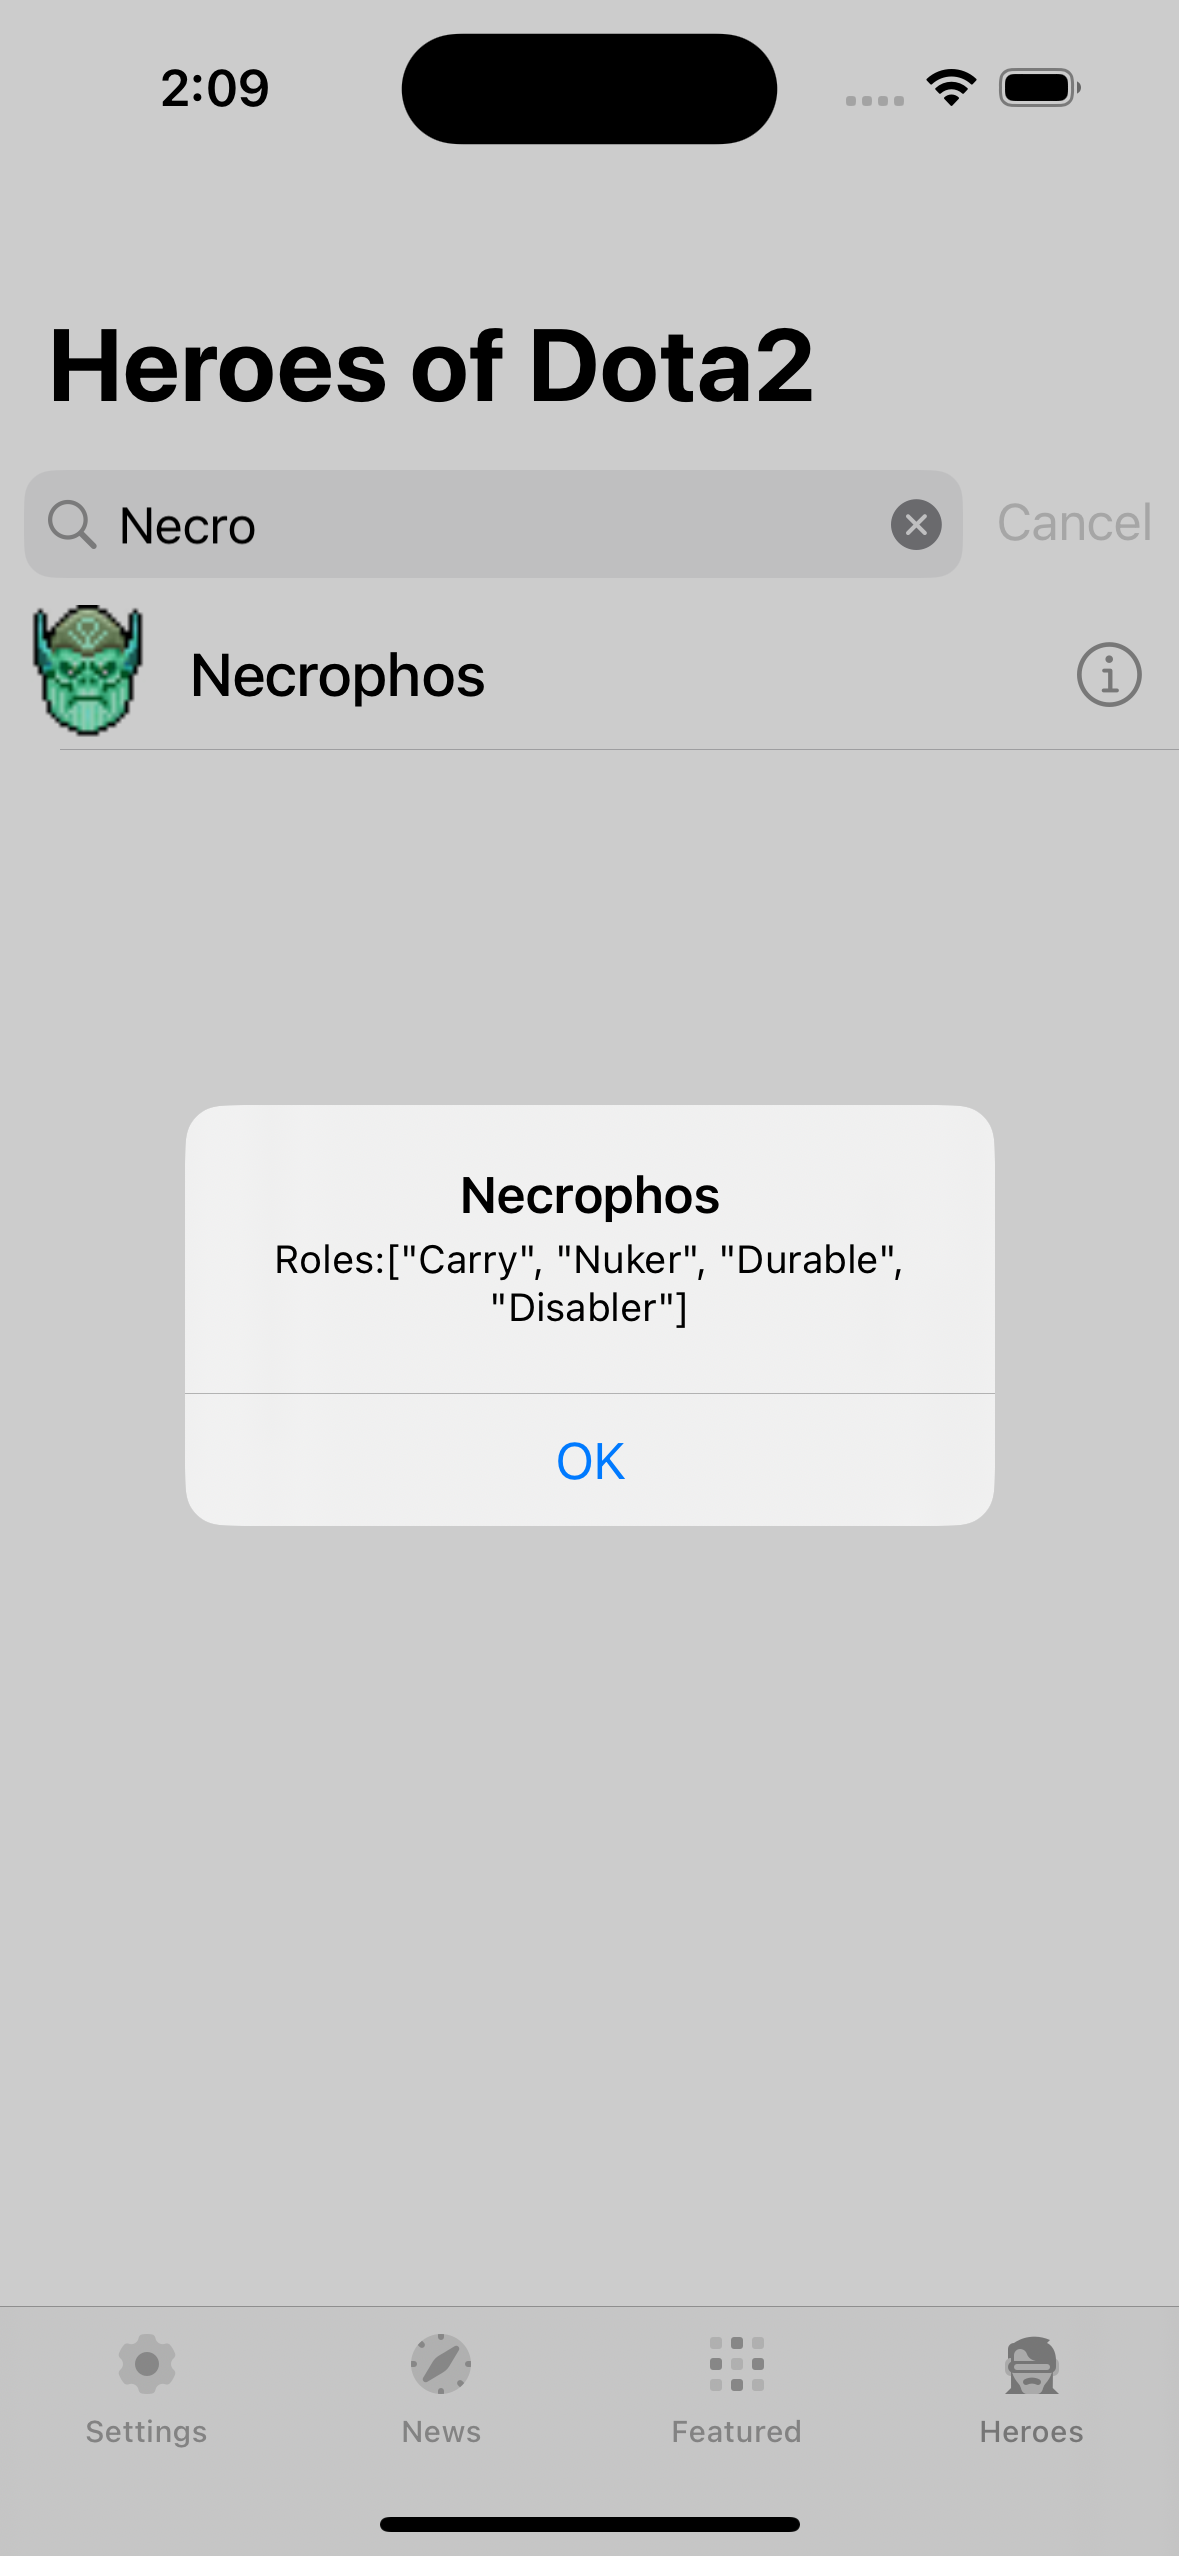 2:09
Heroes of Dota2
Necro
Cancel
Necrophos
Necrophos
Roles:["Carry", "Nuker", "Durable",
"Disabler"]
OK
Settings
News
Featured
Heroes